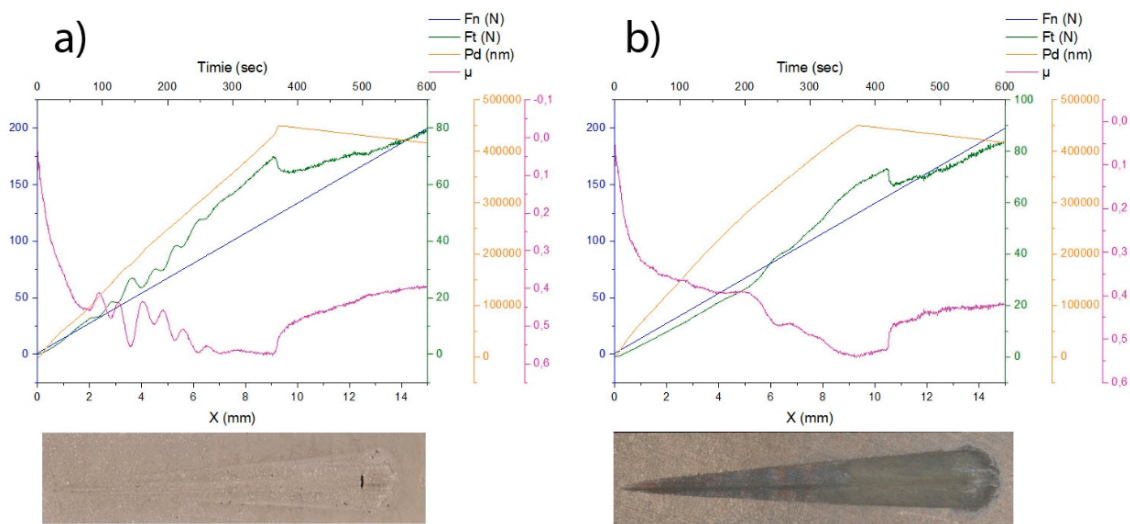 a)
Fn (N)
Ft (N)
Pd (nm)
µ
Timie (sec)
0 100 200 300 400 500 600
200
150
100
50
0
80
60
40
20
0
500000
400000
300000
200000
100000
0
-0,1
0,0
0,1
0,2
0,3
0,4
0,5
0,6
0 2 4 6 8 10 12 14
X (mm)
b)
Fn (N)
Ft (N)
Pd (nm)
µ
Time (sec)
0 100 200 300 400 500 600
200
150
100
50
0
100
80
60
40
20
0
500000
400000
300000
200000
100000
0
0,0
0,1
0,2
0,3
0,4
0,5
0,6
0 2 4 6 8 10 12 14
X (mm)